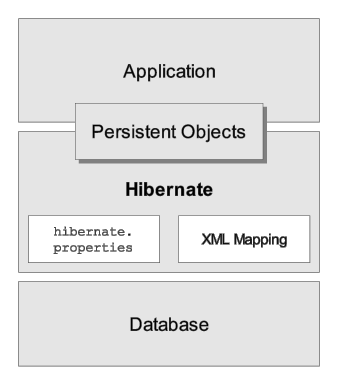 Application
Persistent Objects
Hibernate
hibernate.
properties
XML Mapping
Database